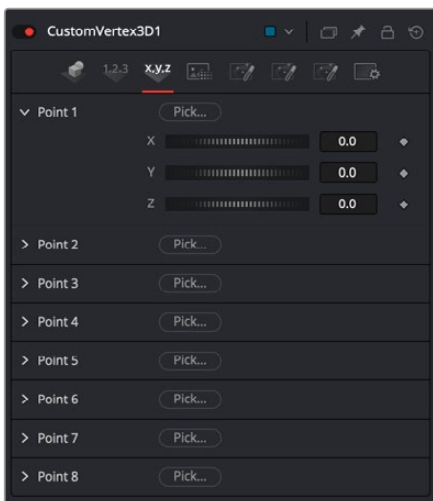 CustomVertex3D1
1,2,3 x,y,z
Point 1 Pick...
X 0.0
Y 0.0
Z 0.0
Point 2 Pick...
Point 3 Pick...
Point 4 Pick...
Point 5 Pick...
Point 6 Pick...
Point 7 Pick...
Point 8 Pick...